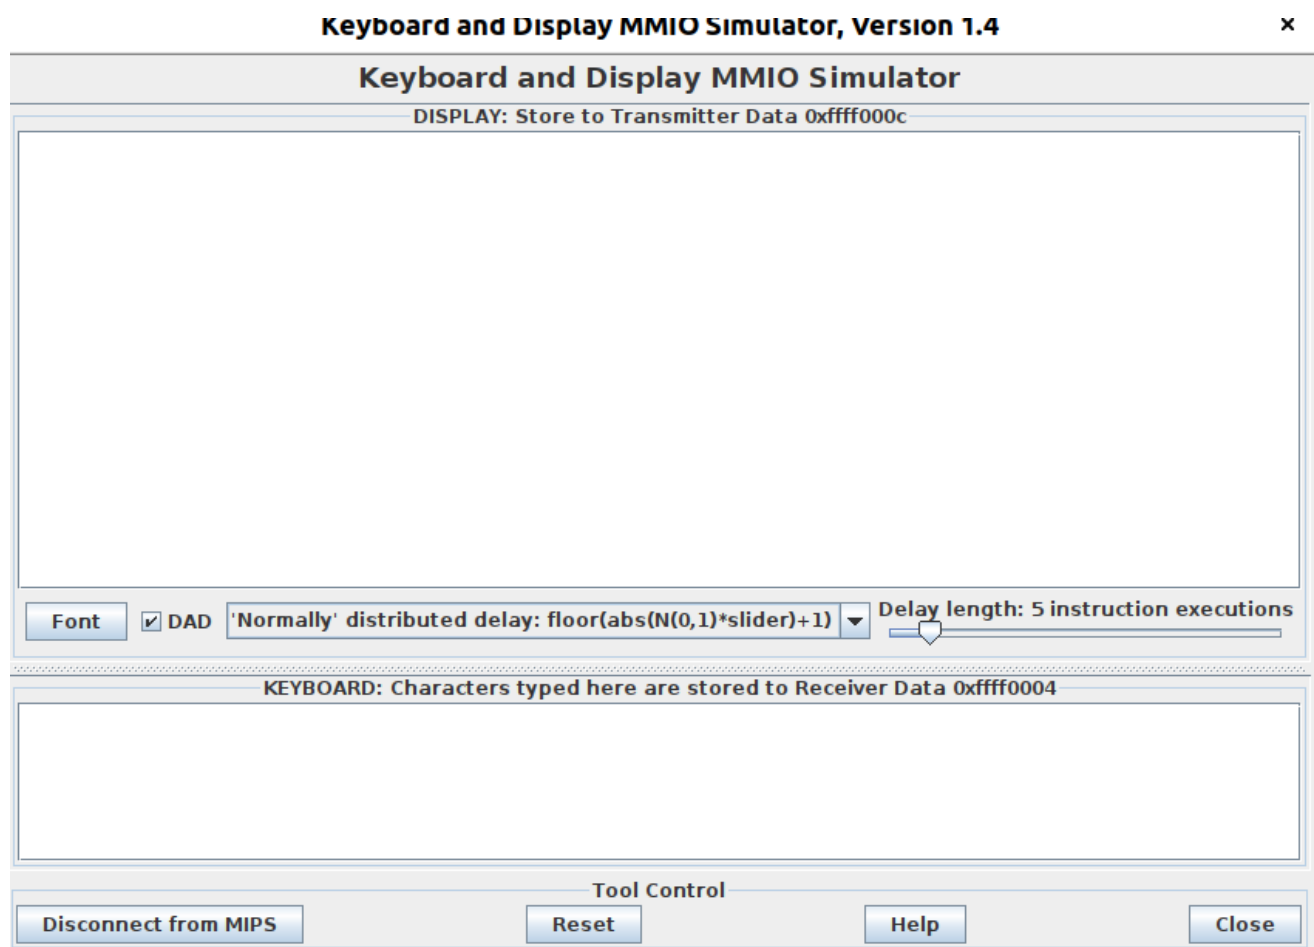 Keyboard and Display MMIO Simulator, Version 1.4
Keyboard and Display MMIO Simulator
DISPLAY: Store to Transmitter Data 0xffff000c
Font
DAD
'Normally' distributed delay: floor(abs(N(0,1)*slider)+1)
Delay length: 5 instruction executions
KEYBOARD: Characters typed here are stored to Receiver Data 0xffff0004
Tool Control
Disconnect from MIPS
Reset
Help
Close